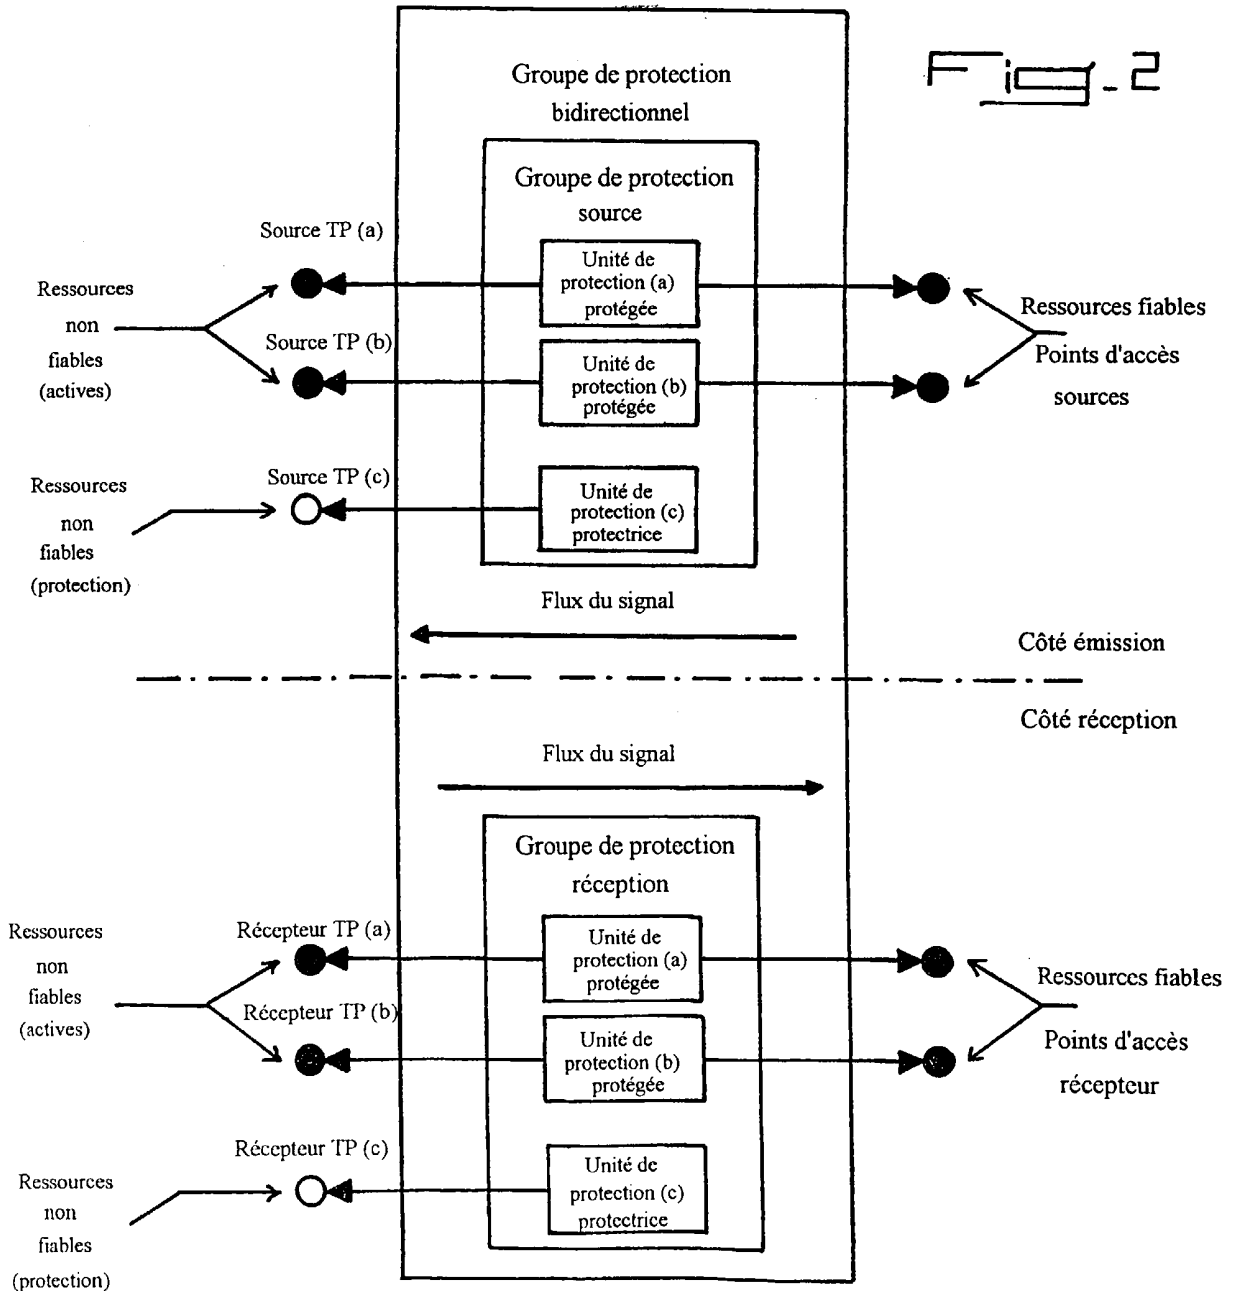 Fig. 2
Groupe de protection
bidirectionnel
Groupe de protection
source
Source TP (a)
Unité de
protection (a)
protégée
Ressources
non
fiables
(actives)
Ressources fiables
Points d'accès
sources
Source TP (b)
Unité de
protection (b)
protégée
Source TP (c)
Unité de
protection (c)
protectrice
Ressources
non
fiables
(protection)
Flux du signal
Côté émission
Côté réception
Flux du signal
Groupe de protection
réception
Récepteur TP (a)
Unité de
protection (a)
protégée
Ressources
non
fiables
(actives)
Ressources fiables
Points d'accès
récepteur
Récepteur TP (b)
Unité de
protection (b)
protégée
Récepteur TP (c)
Unité de
protection (c)
protectrice
Ressources
non
fiables
(protection)